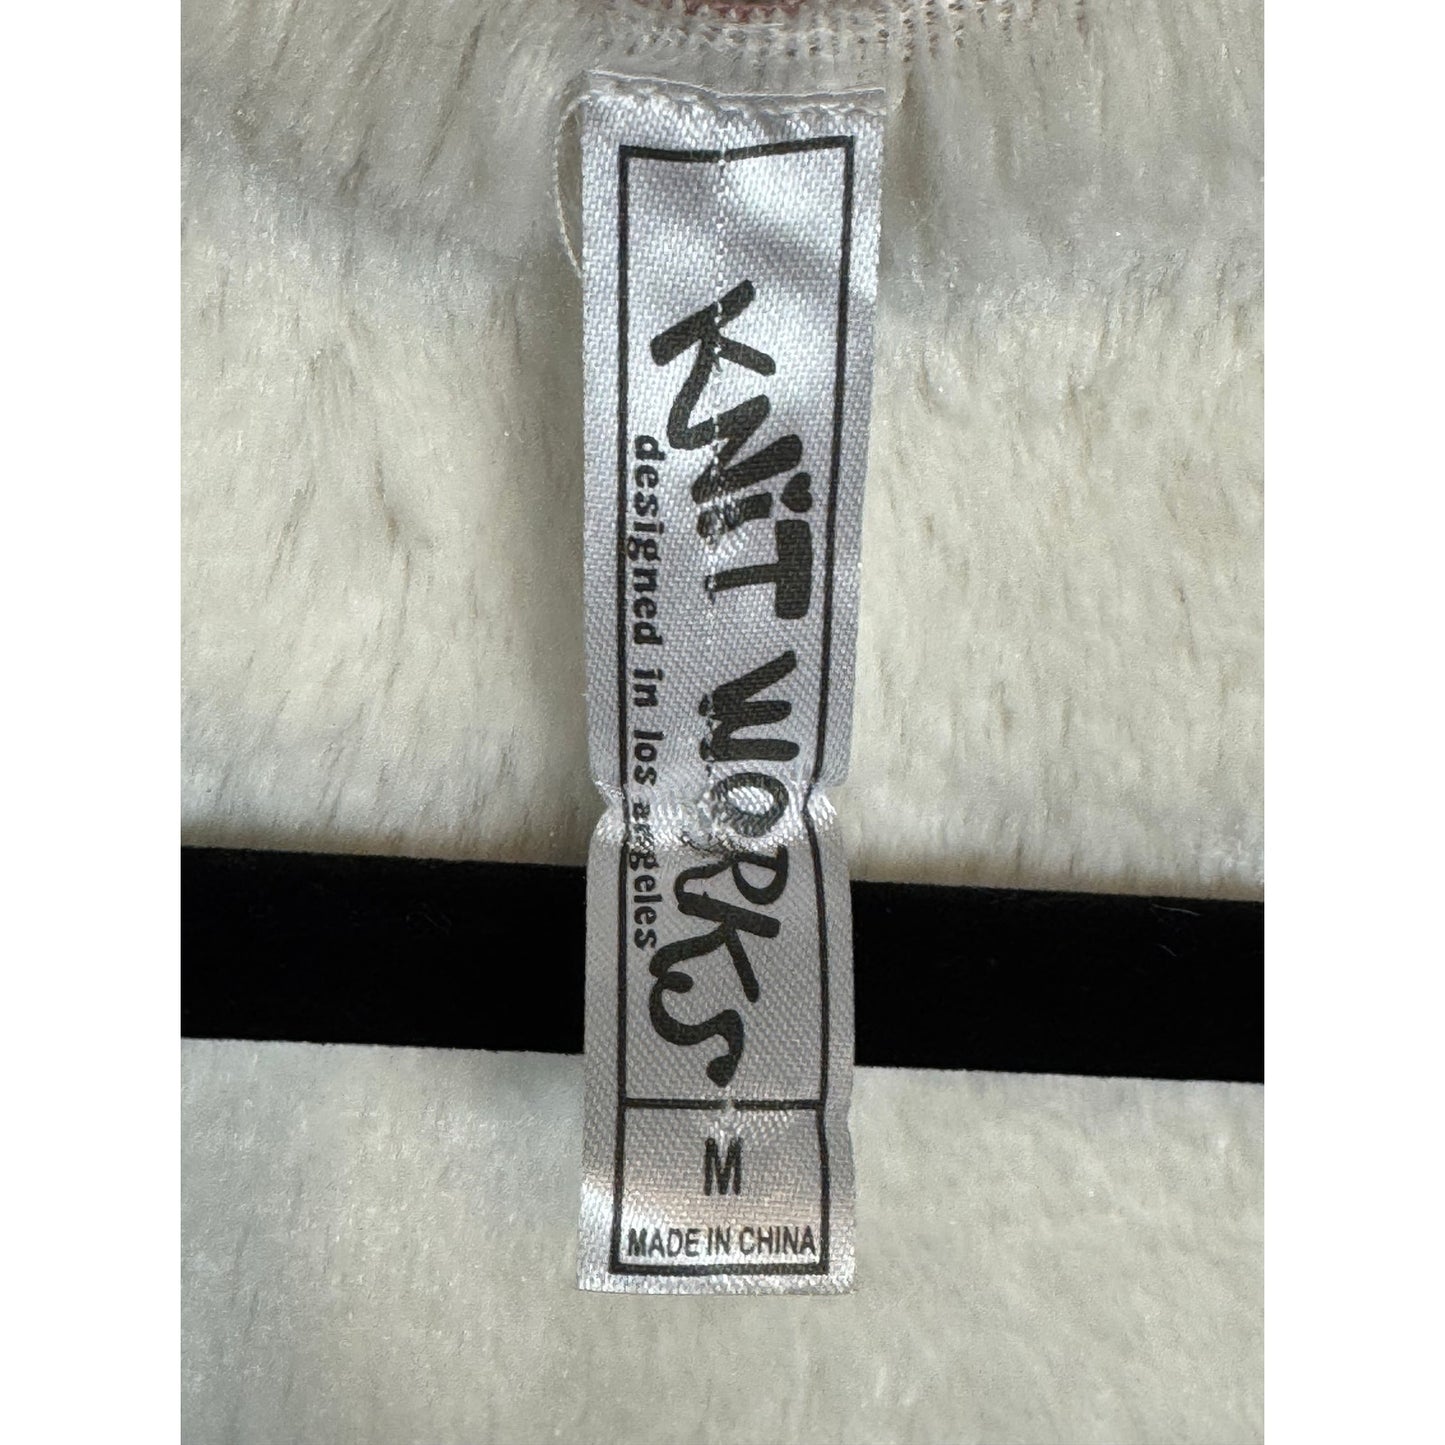 KNiT WORKS
designed in los angeles
M
MADE IN CHINA